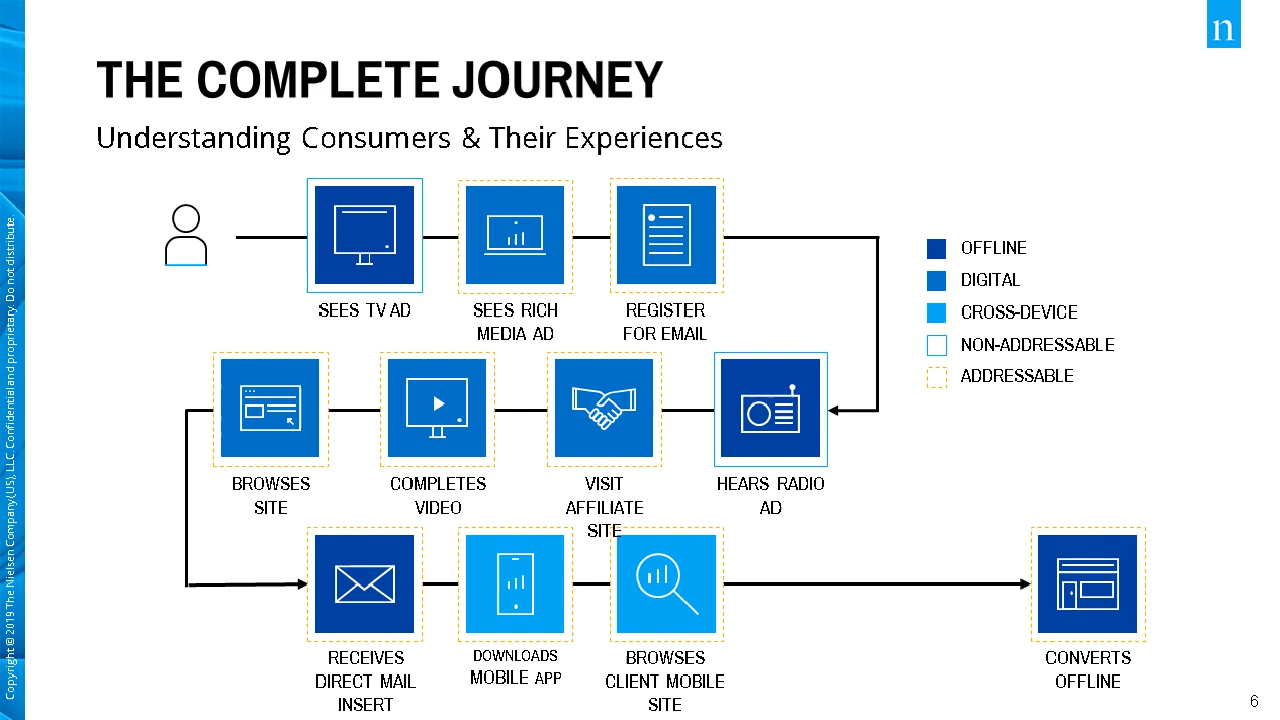 n
THE COMPLETE JOURNEY
Understanding Consumers & Their Experiences
SEES TV AD
SEES RICH
MEDIA AD
REGISTER
FOR EMAIL
OFFLINE
DIGITAL
CROSS-DEVICE
NON-ADDRESSABLE
ADDRESSABLE
BROWSES
SITE
COMPLETES
VIDEO
VISIT
AFFILIATE
SITE
HEARS RADIO
AD
RECEIVES
DIRECT MAIL
INSERT
DOWNLOADS
MOBILE APP
BROWSES
CLIENT MOBILE
SITE
CONVERTS
OFFLINE
Copyright © 2019 The Nielsen Company (US), LLC. Confidential and proprietary. Do not distribute.
6